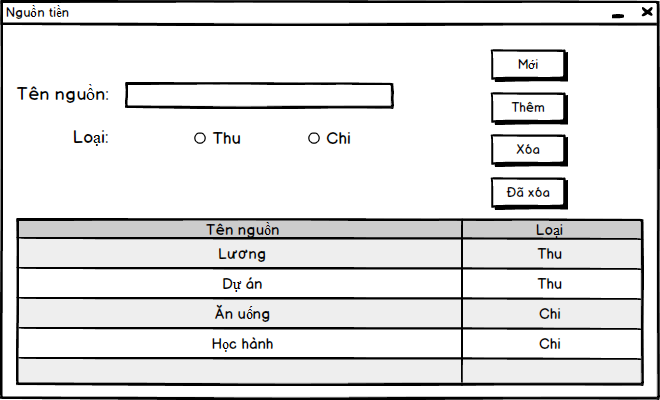 Nguồn tiền
Mới
Tên nguồn:
Thêm
Loại:
Thu
Chi
Xóa
Đã xóa
Tên nguồn Loại
Lương Thu
Dự án Thu
Ăn uống Chi
Học hành Chi